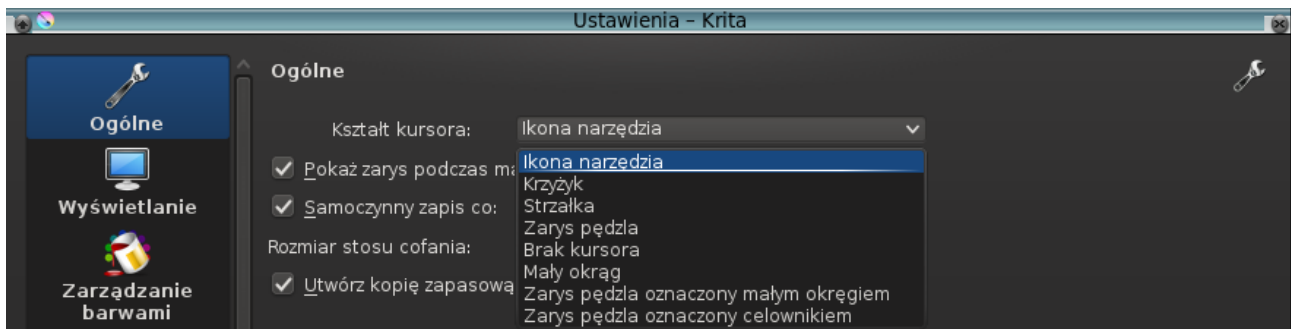 Ustawienia – Krita
Ogólne
Wyświetlanie
Zarządzanie
barwami
Ogólne
Kształt kursora: Ikona narzędzia
Pokaż zarys podczas
Samoczynny zapis co:
Rozmiar stosu cofania:
Utwórz kopię zapasową
Ikona narzędzia
Krzyżyk
Strzałka
Zarys pędzla
Brak kursora
Mały okrąg
Zarys pędzla oznaczony małym okręgiem
Zarys pędzla oznaczony celownikiem